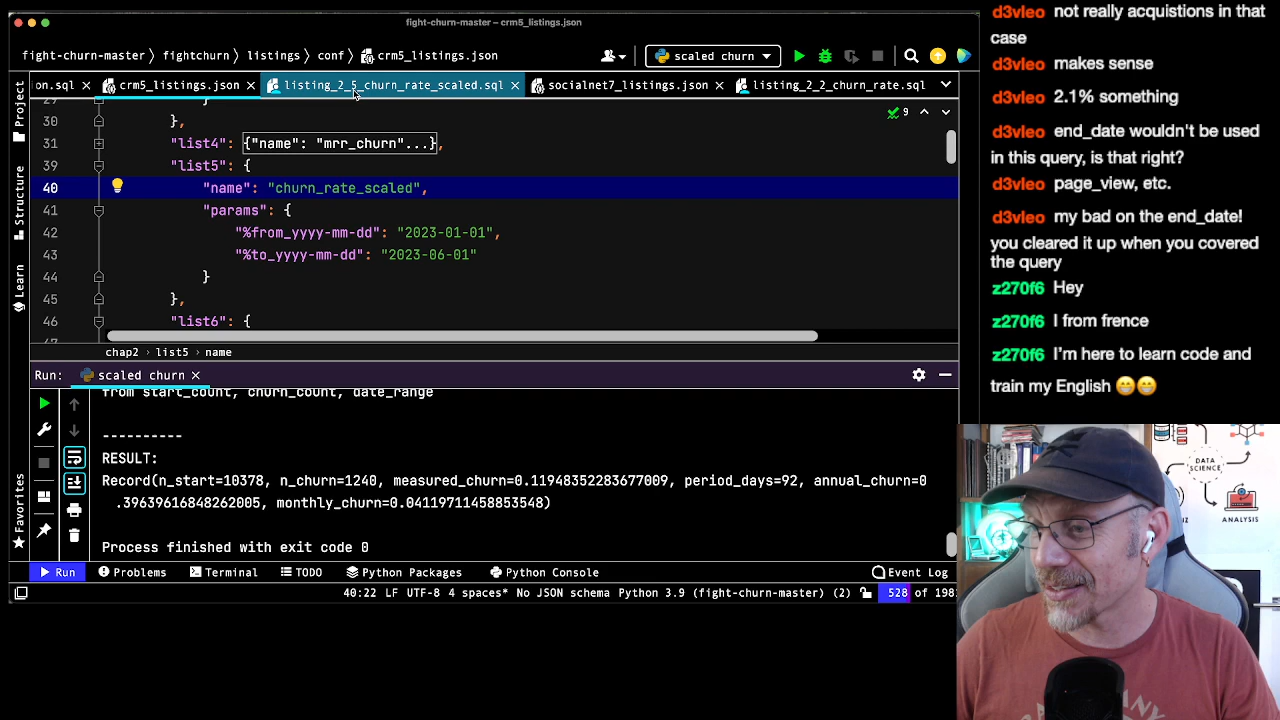 fight-churn-master – crm5_listings.json
fight-churn-master
fightchurn
listings
conf
crm5_listings.json
scaled churn
on.sql
crm5_listings.json
listing_2_5_churn_rate_scaled.sql
socialnet7_listings.json
listing_2_2_churn_rate.sql
Project
Structure
Learn
Favorites
29 }
30 },
9
31 "list4": {"name": "mrr_churn"...},
39 "list5": {
40 "name": "churn_rate_scaled",
41 "params": {
42 "%from_yyyy-mm-dd": "2023-01-01",
43 "%to_yyyy-mm-dd": "2023-06-01"
44 }
45 },
46 "list6": {
47
chap2 › list5 › name
Run: scaled churn
from start_count, churn_count, date_range
----------
RESULT:
Record(n_start=10378, n_churn=1240, measured_churn=0.11948352283677009, period_days=92, annual_churn=0
.39639616848262005, monthly_churn=0.04119711458853548)
Process finished with exit code 0
Run
Problems
Terminal
TODO
Python Packages
Python Console
Event Log
40:22 LF UTF-8 4 spaces* No JSON schema Python 3.9 (fight-churn-master) (2) 528 of 1981
d3vleo not really acquistions in that
case
d3vleo makes sense
d3vleo 2.1% something
d3vleo end_date wouldn't be used
in this query, is that right?
d3vleo page_view, etc.
d3vleo my bad on the end_date!
you cleared it up when you covered
the query
z270f6 Hey
z270f6 I from frence
z270f6 I'm here to learn code and
train my English 😁😁
DATA
SCIENCE
ANALYSIS